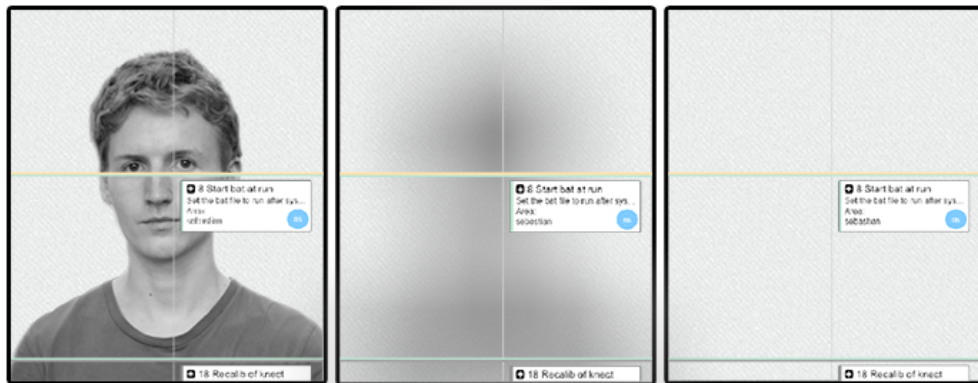 8 Start bat at run
Set the bat file to run after sys...
Area:
sebastian
18 Recalib of knect
8 Start bat at run
Set the bat file to run after sys...
Area:
sebastian
18 Recalib of knect
8 Start bat at run
Set the bat file to run after sys...
Area:
sebastian
18 Recalib of knect